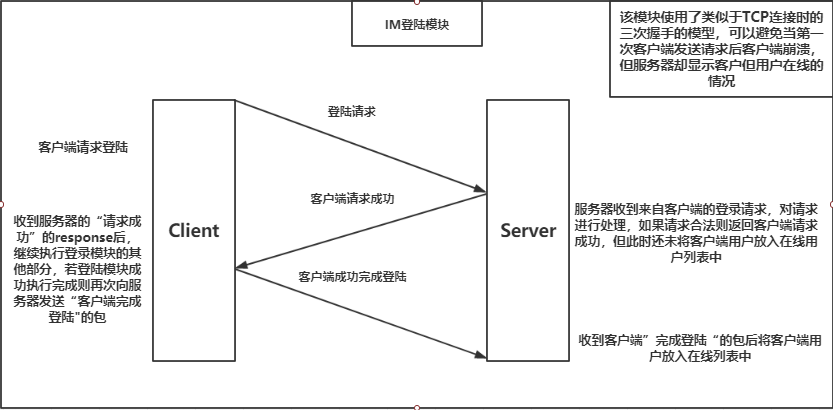 IM登陆模块
该模块使用了类似于TCP连接时的
三次握手的模型，可以避免当第一
次客户端发送请求后客户端崩溃，
但服务器却显示客户但用户在线的
情况
登陆请求
客户端请求登陆
客户端请求成功
收到服务器的“请求成
功”的response后，
继续执行登录模块的其
他部分，若登陆模块成
功执行完成则再次向服
务器发送“客户端完成
登陆"的包
Client
Server
服务器收到来自客户端的登录请求，对请求
进行处理，如果请求合法则返回客户端请求
成功，但此时还未将客户端用户放入在线用
户列表中
客户端成功完成登陆
收到客户端”完成登陆“的包后将客户端用
户放入在线列表中